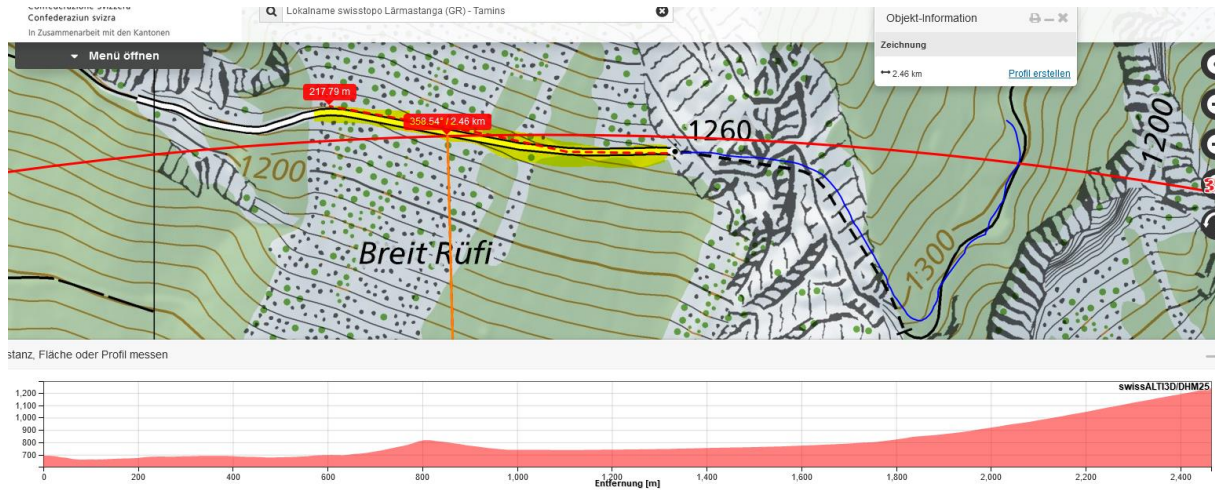 Confederazione Svizzera
Confederaziun svizra
In Zusammenarbeit mit den Kantonen
Lokalname swisstopo Lärmastanga (GR) - Tamins
Menü öffnen
Objekt-Information
Zeichnung
2.46 km
Profil erstellen
217.79 m
358.54° / 2.46 km
1260
1200
1200
Breit Rüfi
1300
stanz, Fläche oder Profil messen
swissALTI3D/DHM25
1,200
1,100
1,000
900
800
700
0
200
400
600
800
1,000
1,200
1,400
1,600
1,800
2,000
2,200
2,400
Entfernung [m]